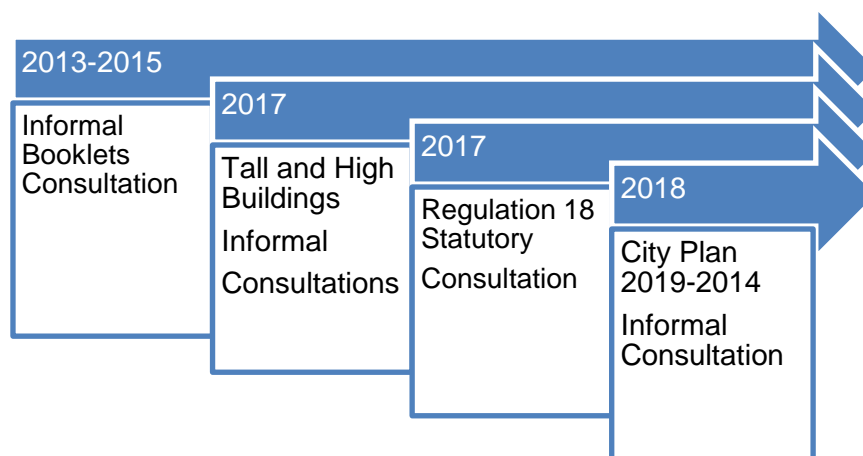 2013-2015
Informal
Booklets
Consultation
2017
Tall and High
Buildings
Informal
Consultations
2017
Regulation 18
Statutory
Consultation
2018
City Plan
2019-2014
Informal
Consultation